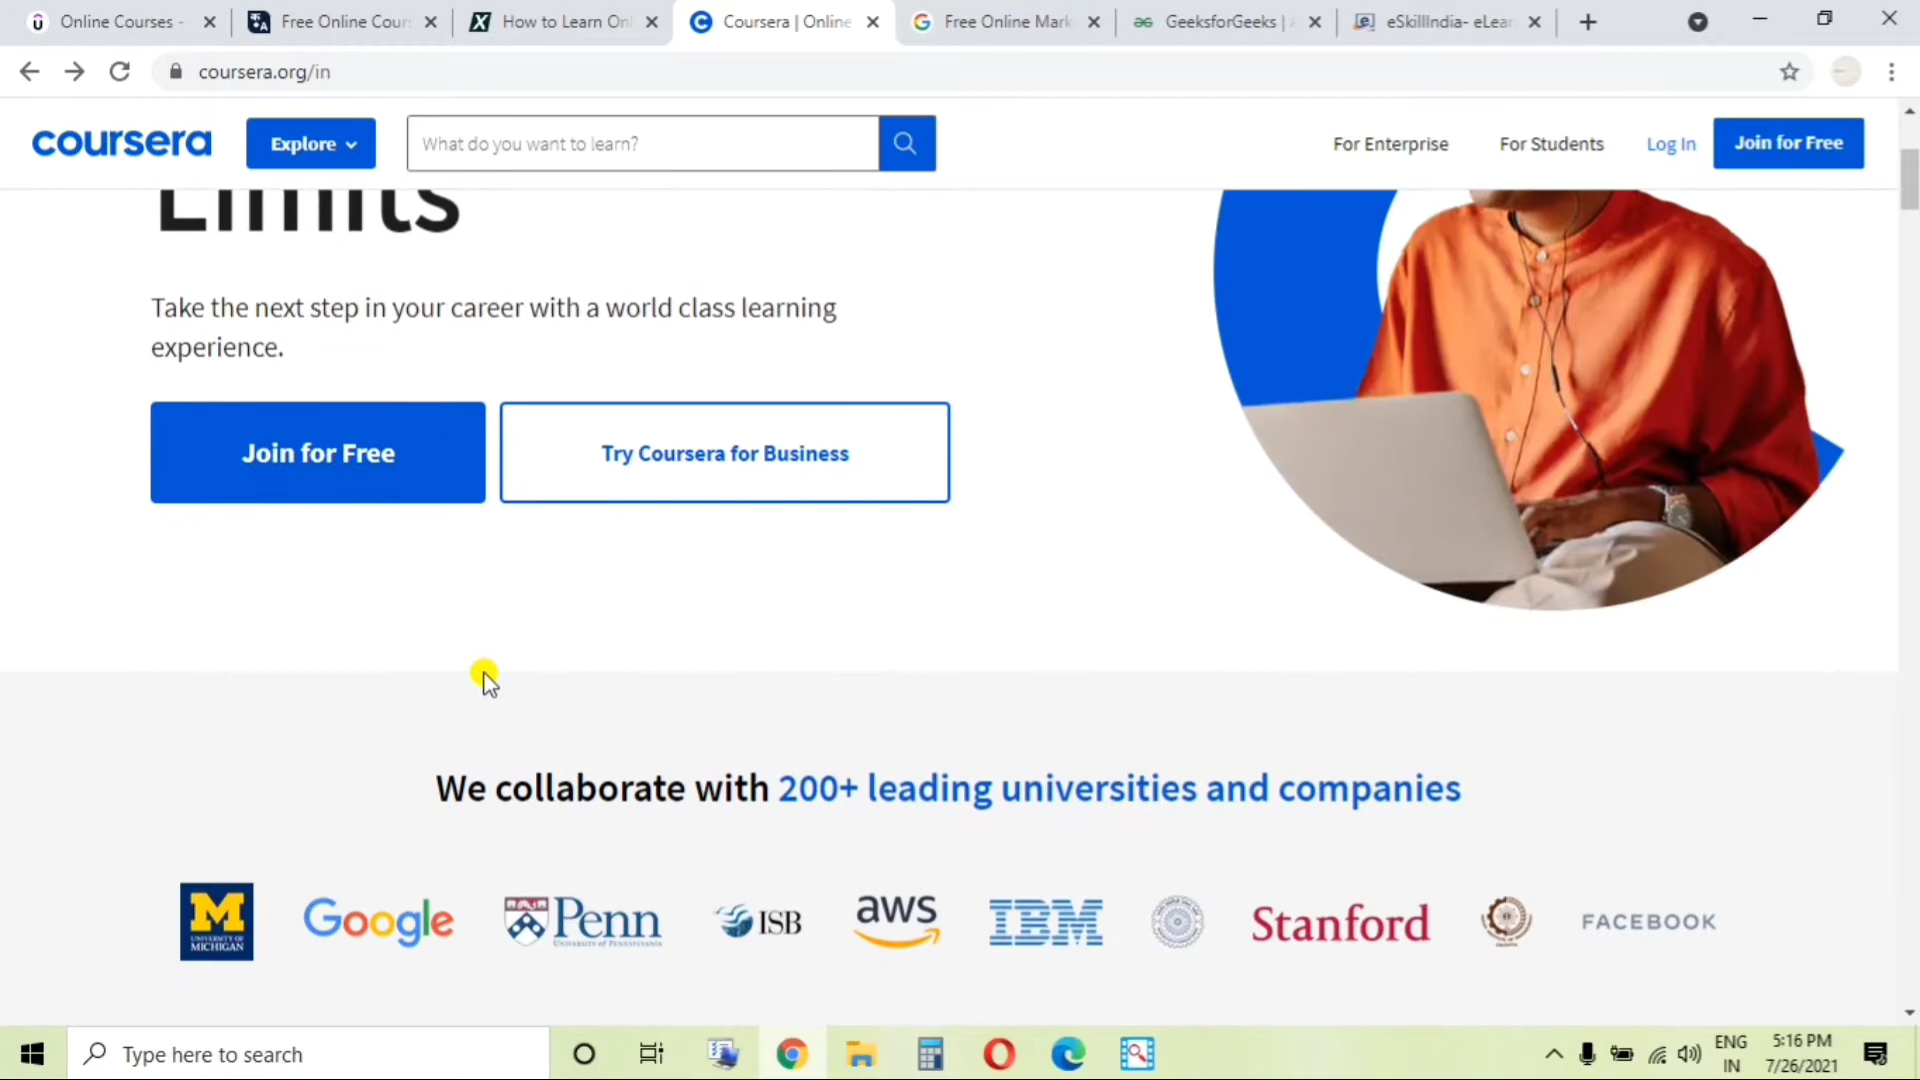 Online Courses -
Free Online Cour
How to Learn Onl
Coursera | Online
Free Online Mark
GeeksforGeeks |
eSkillIndia- eLear
coursera.org/in
coursera
Explore
What do you want to learn?
For Enterprise
For Students
Log In
Join for Free
Limits
Take the next step in your career with a world class learning
experience.
Join for Free
Try Coursera for Business
We collaborate with 200+ leading universities and companies
M
UNIVERSITY OF
MICHIGAN
Google
Penn
UNIVERSITY of PENNSYLVANIA
ISB
aws
IBM
Stanford
FACEBOOK
Type here to search
ENG
IN
5:16 PM
7/26/2021